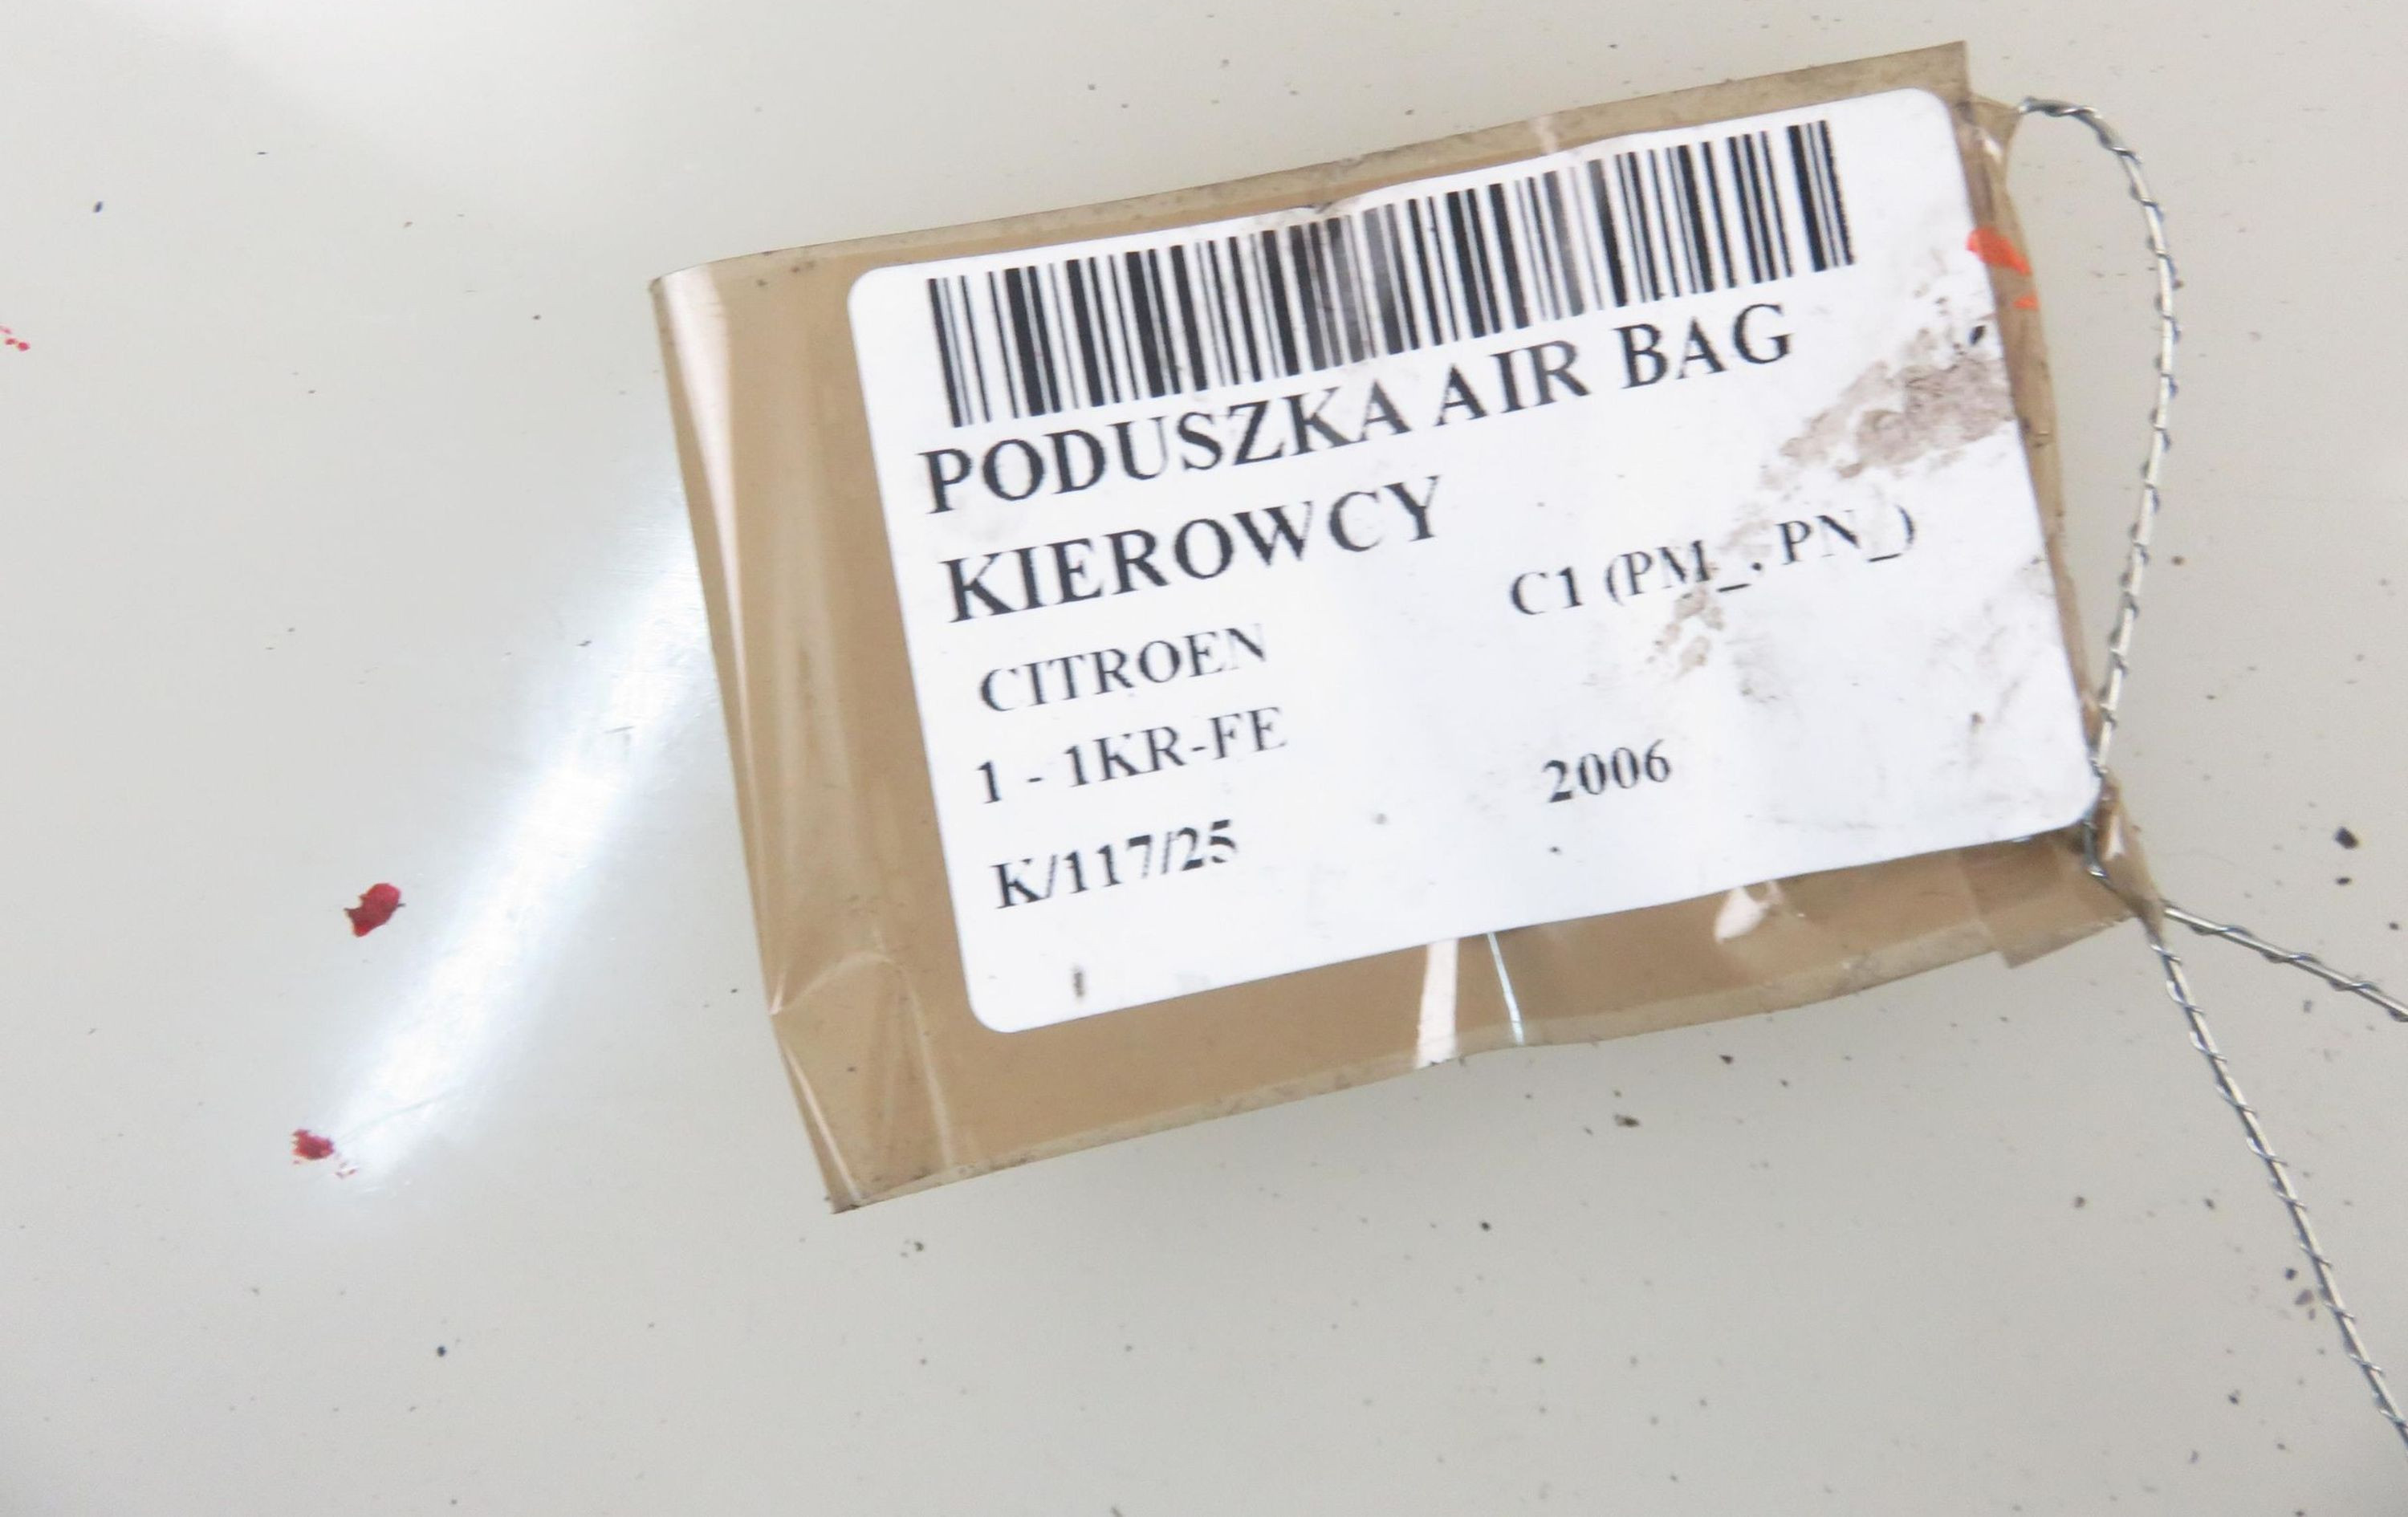 PODUSZKA AIR BAG
KIEROWCY
CITROEN C1 (PM_, PN_)
1 - 1KR-FE 2006
K/117/25